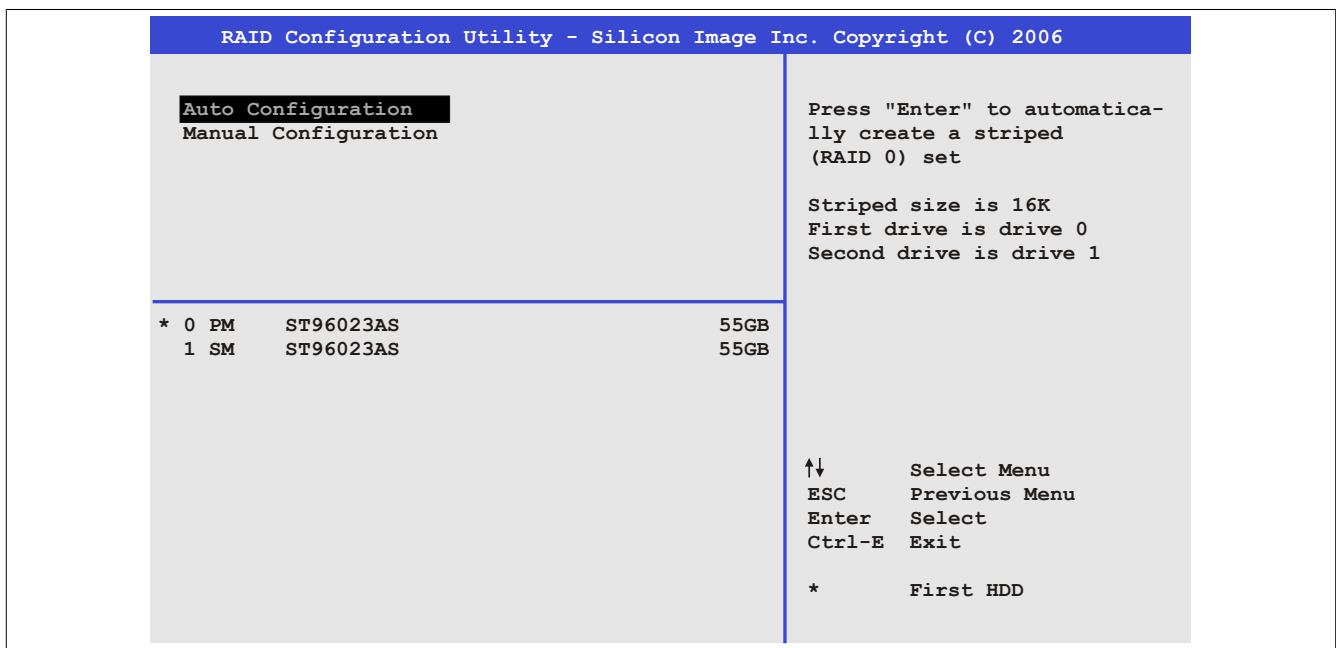 RAID Configuration Utility - Silicon Image Inc. Copyright (C) 2006
Auto Configuration
Manual Configuration
Press "Enter" to automatica-
lly create a striped
(RAID 0) set
Striped size is 16K
First drive is drive 0
Second drive is drive 1
* 0 PM ST96023AS 55GB
1 SM ST96023AS 55GB
↑↓ Select Menu
ESC Previous Menu
Enter Select
Ctrl-E Exit
* First HDD